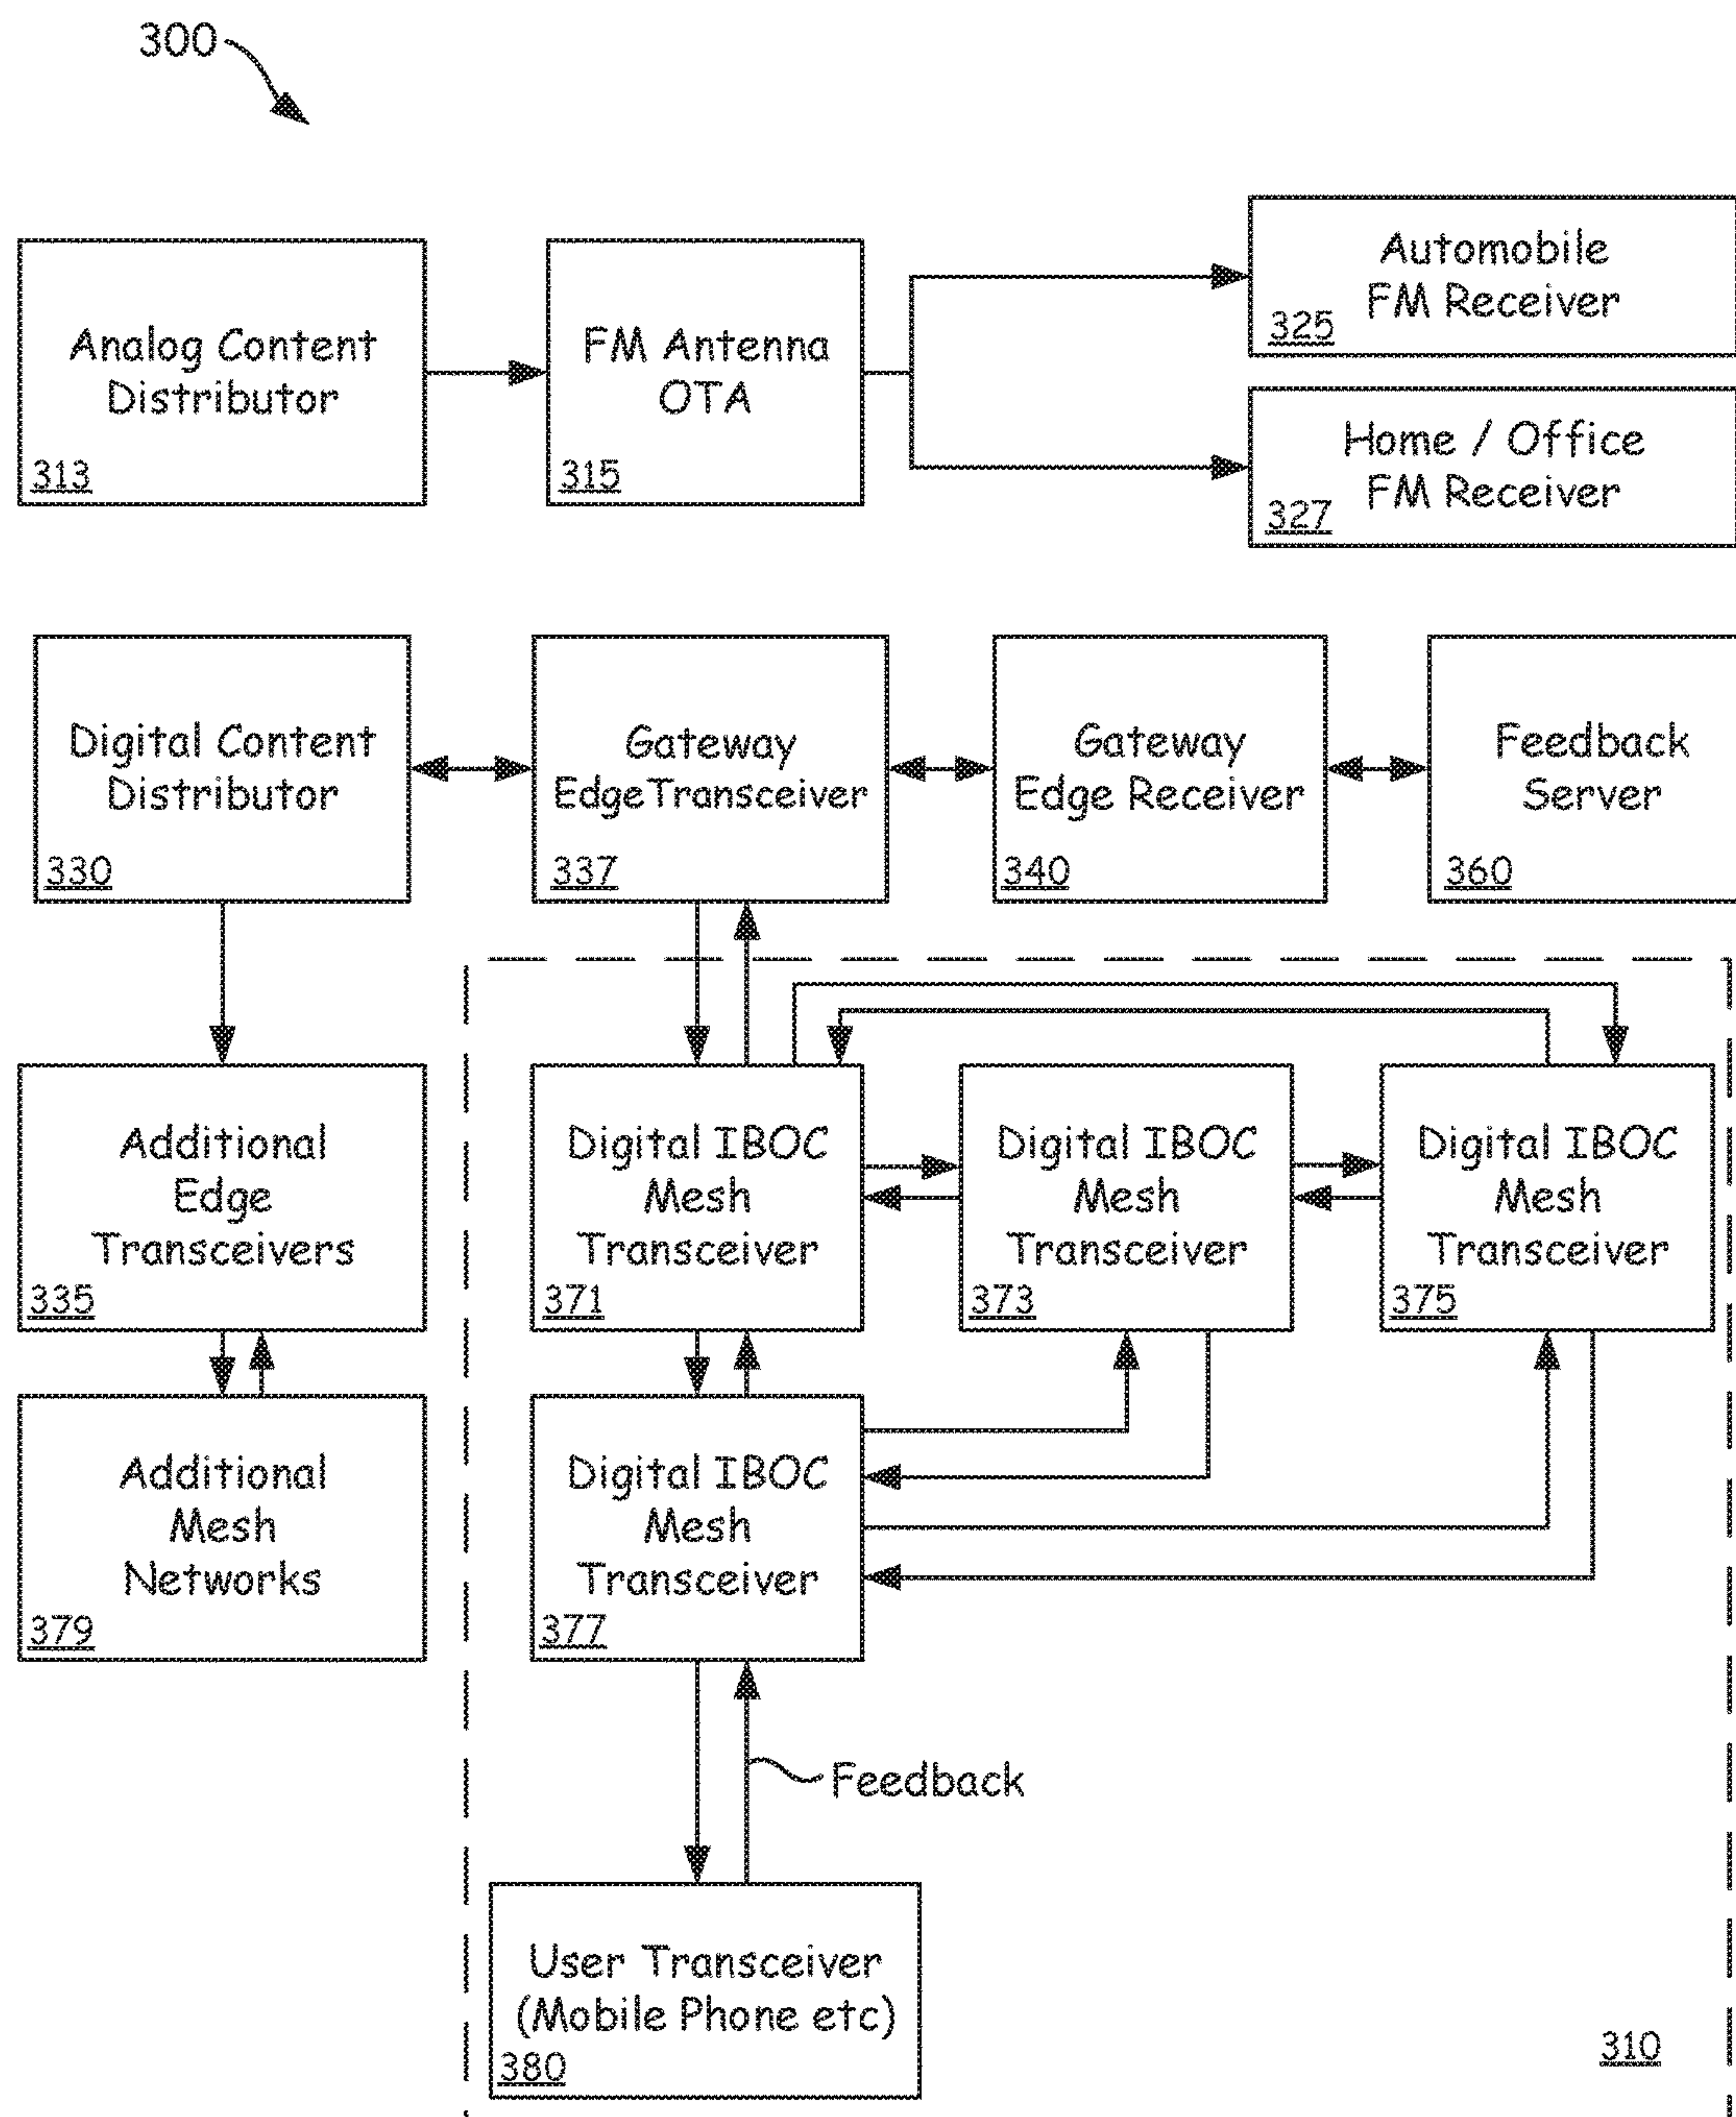 300
Analog Content
Distributor
313
FM Antenna
OTA
315
Automobile
FM Receiver
325
Home / Office
FM Receiver
327
Digital Content
Distributor
330
Gateway
Edge Transceiver
337
Gateway
Edge Receiver
340
Feedback
Server
360
Additional
Edge
Transceivers
335
Digital IBOC
Mesh
Transceiver
371
Digital IBOC
Mesh
Transceiver
373
Digital IBOC
Mesh
Transceiver
375
Additional
Mesh
Networks
379
Digital IBOC
Mesh
Transceiver
377
Feedback
User Transceiver
(Mobile Phone etc)
380
310